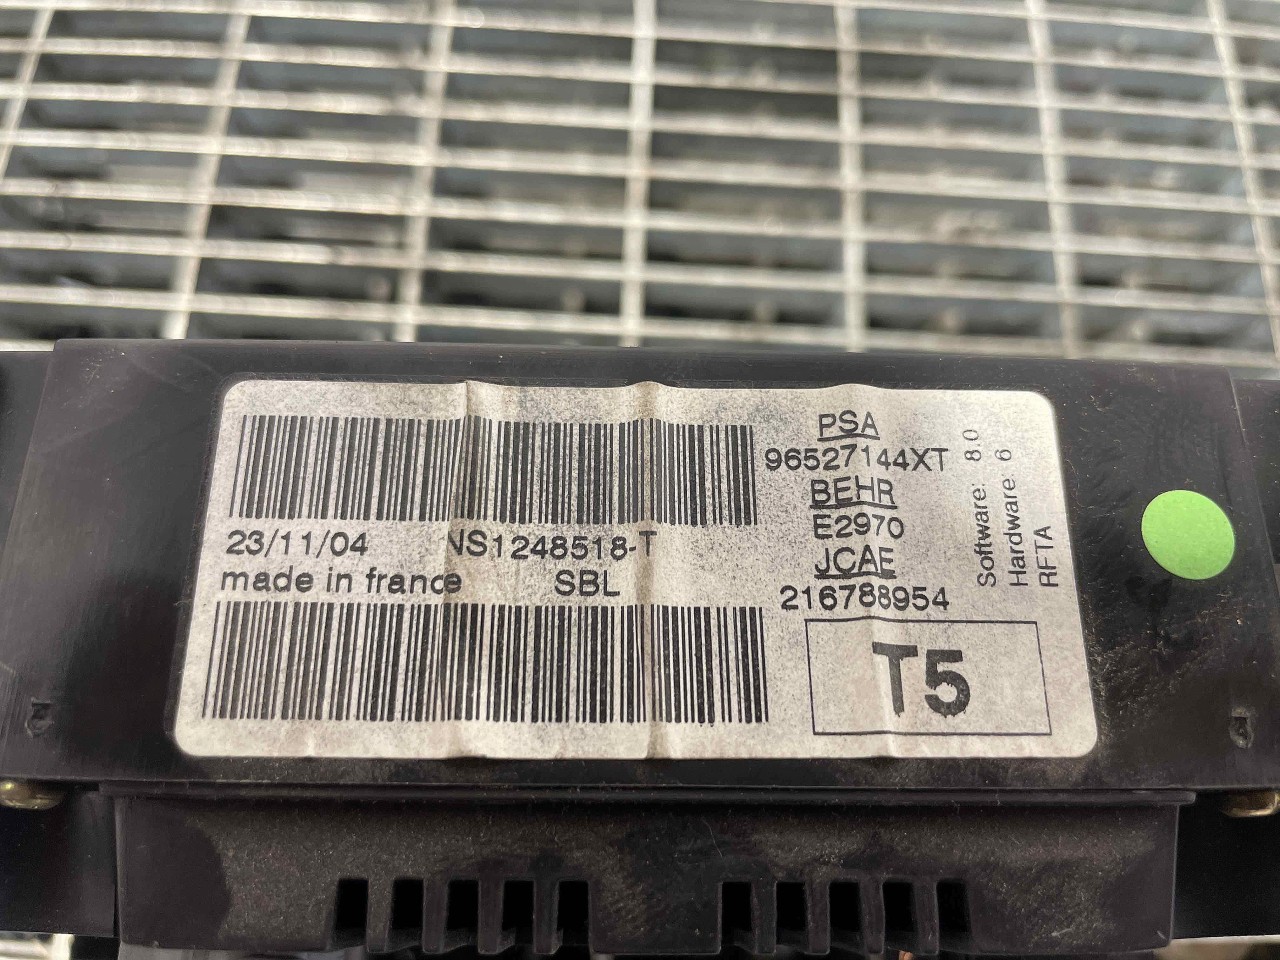 PSA
96527144XT
BEHR
E2970
JCAE
216788954
T5
Software: 8.0
Hardware: 6
RFTA
23/11/04 NS1248518-T
made in france SBL